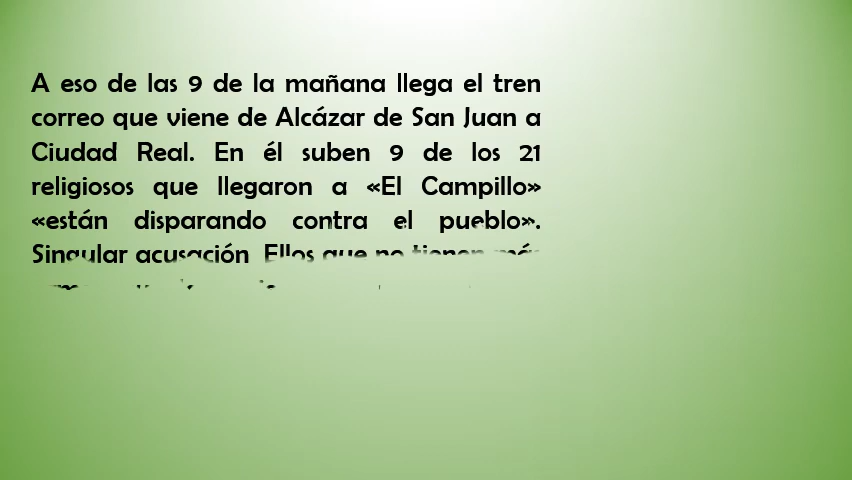 A eso de las 9 de la mañana llega el tren
correo que viene de Alcázar de San Juan a
Ciudad Real. En él suben 9 de los 21
religiosos que llegaron a «El Campillo»
«están disparando contra el pueblo».
Singular acusación Ellos que no tienen más